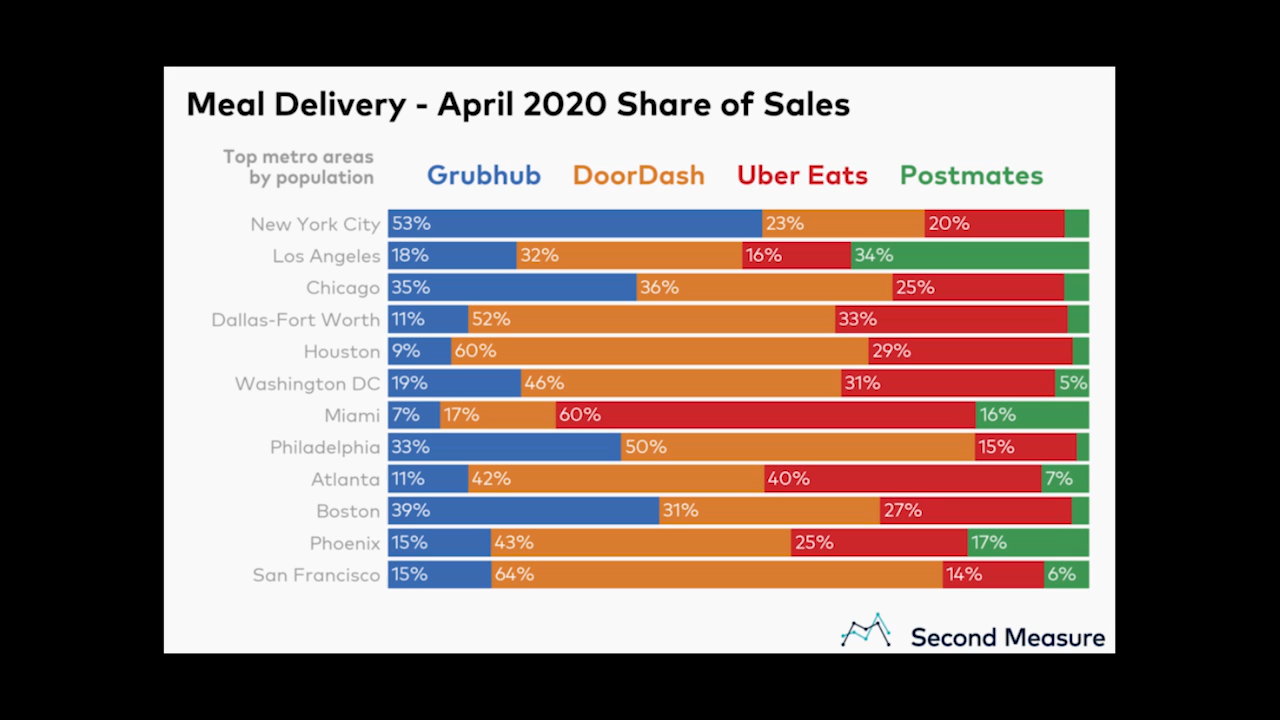 Meal Delivery - April 2020 Share of Sales
Top metro areas
by population
Grubhub DoorDash Uber Eats Postmates
New York City 53% 23% 20%
Los Angeles 18% 32% 16% 34%
Chicago 35% 36% 25%
Dallas-Fort Worth 11% 52% 33%
Houston 9% 60% 29%
Washington DC 19% 46% 31% 5%
Miami 7% 17% 60% 16%
Philadelphia 33% 50% 15%
Atlanta 11% 42% 40% 7%
Boston 39% 31% 27%
Phoenix 15% 43% 25% 17%
San Francisco 15% 64% 14% 6%
Second Measure